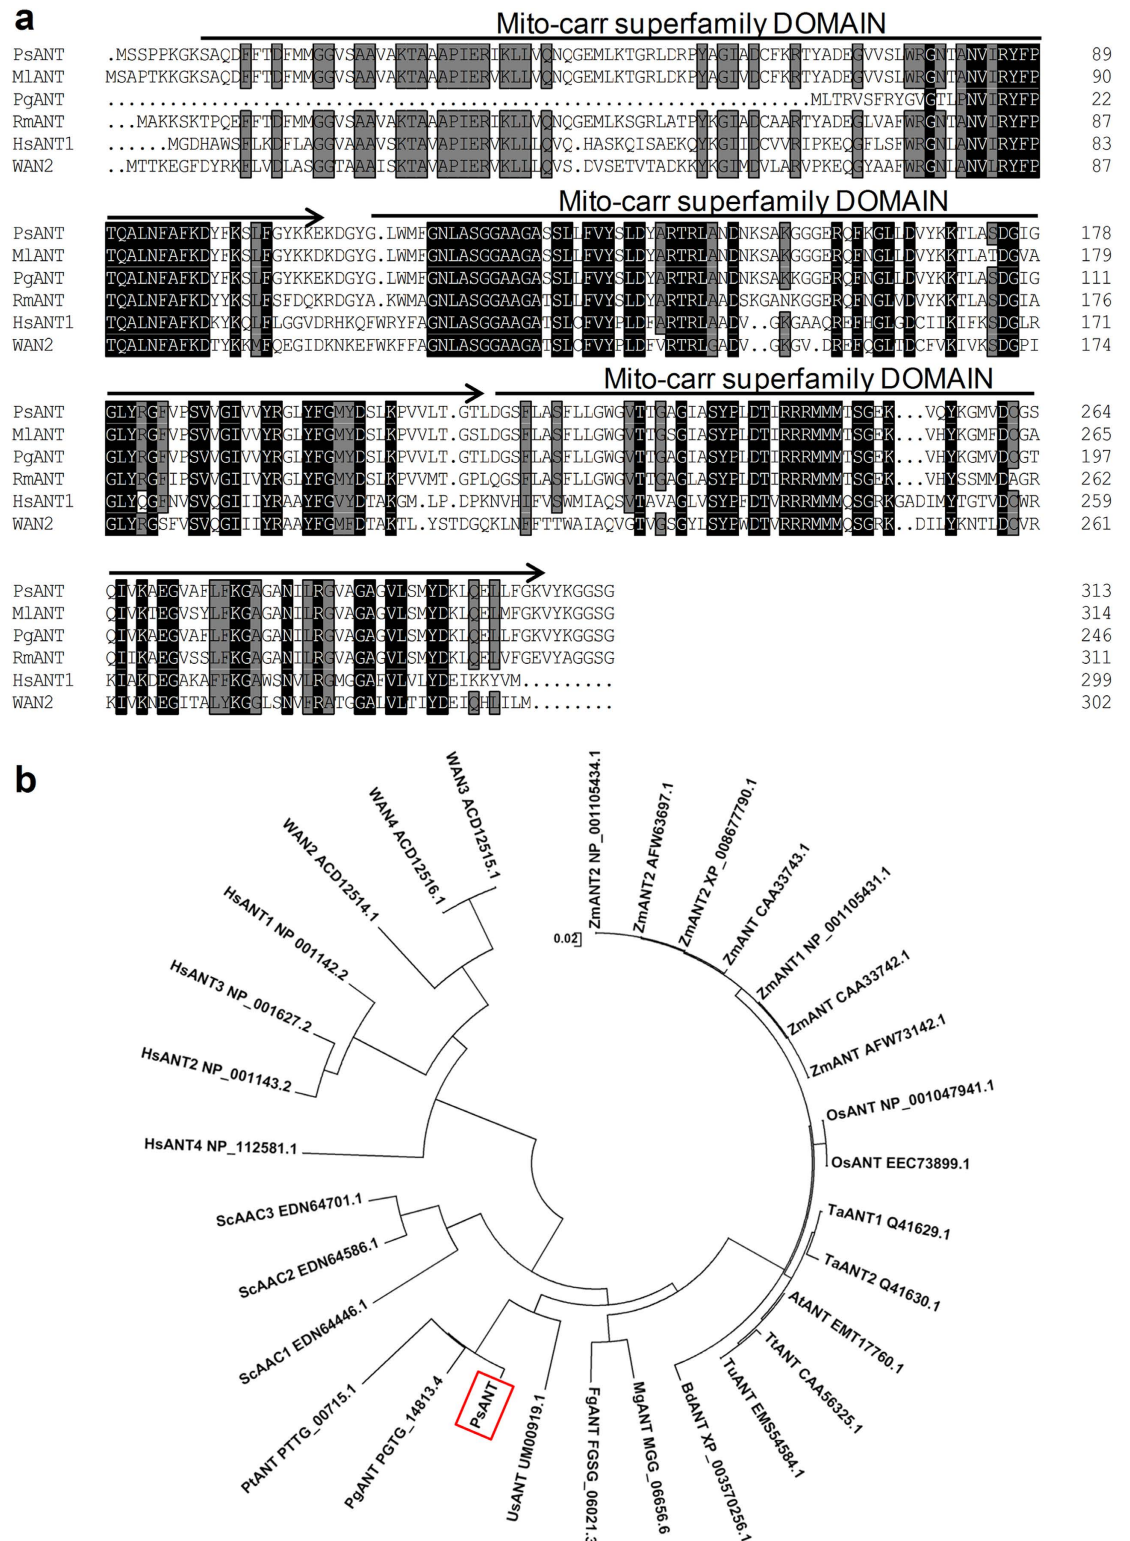 a
Mito-carr superfamily DOMAIN
PsANT .MSSPPKGKSAQDFFTDFMMGGVSAAVAKTAAAPIERIKLLVQNQGEMLKTGRLDRPYAGIADCFKRTYADEGVVSLWRGNTANVIRYFP 89
MlANT MSAPTKKGKSAQDFFTDFMMGGVSAAVAKTAAAPIERVKLLVQNQGEMLKTGRLDKPYAGIVDCFKRTYADEGVVSLWRGNTANVIRYFP 90
PgANT ....................................................................MLTRVSFRYGVGTLPNVIRYFP 22
RmANT ...MAKKSKTPQEFFTDFMMGGVSAAVAKTAAAPIERIKLLVQNQGEMLKSGRLATPYKGIADCAARTYADEGLVAFWRGNTANVIRYFP 87
HsANT1 ......MGDHAWSFLKDFLAGGVAAAVSKTAVAPIERVKLLLQVQ.HASKQISAEKQYKGIIDCVVRIPKEQGFLSFWRGNLANVIRYFP 83
WAN2 ..MTTKEGFDYRKFLVDLASGGTAAAISKTAVAPIERVKLLLQVS.DVSETVTADKKYKGIMDVLARVPKEQGYAAFWRGNLANVIRYFP 87
Mito-carr superfamily DOMAIN
PsANT TQALNFAFKDYFKSLFGYKKEKDGYG.LWMFGNLASGGAAGASSLLFVYSLDYARTRLANDNKSAKGGGERQFKGLLDVYKKTLASDGIG 178
MlANT TQALNFAFKDYFKSLFGYKKDKDGYG.LWMFGNLASGGAAGASSLLFVYSLDYARTRLANDNKSAKGGGERQFNGLLDVYKKTLATDGVA 179
PgANT TQALNFAFKDYFKSLFGYKKEKDGYG.LWMFGNLASGGAAGASSLLFVYSLDYARTRLANDNKSAKKGGERQFNGLLDVYKKTLASDGIG 111
RmANT TQALNFAFKDYYKSLFSFDQKRDGYA.KWMAGNLASGGAAGATSLLFVYSLDYARTRLAADSKGANKGGERQFNGLVDVYKKTLASDGIA 176
HsANT1 TQALNFAFKDKYKQLFLGGVDRHKQFWRYFAGNLASGGAAGATSLCFVYPLDFARTRLAADV..GKGAAQREFHGLGDCIIKIFKSDGLR 171
WAN2 TQALNFAFKDTYKKMFQEGIDKNKEFWKFFAGNLASGGAAGATSLCFVYPLDFVRTRLGADV..GKGV.DREFQGLTDCFVKIVKSDGPI 174
Mito-carr superfamily DOMAIN
PsANT GLYRGFVPSVVGIVVYRGLYFGMYDSLKPVVLT.GTLDGSFLASFLLGWGVTTGAGIASYPLDTIRRRMMMTSGEK...VQYKGMVDCGS 264
MlANT GLYRGFVPSVVGIVVYRGLYFGMYDSLKPVVLT.GSLDGSFLASFLLGWGVTTGSGIASYPLDTIRRRMMMTSGEK...VHYKGMFDCGA 265
PgANT GLYRGFVPSVVGIVVYRGLYFGMYDSLKPVVLT.GTLDGSFLASFLLGWGVTTGAGIASYPLDTIRRRMMMTSGEK...VHYKGMVDCGT 197
RmANT GLYRGFIPSVVGIVVYRGLYFGMYDSLKPVVMT.GPLQGSFLASFLLGWGVTTGAGLASYPLDTIRRRMMMTSGEK...VHYSSMMDAGR 262
HsANT1 GLYQGFNVSVQGIIIYRAAYFGMYDTAKGM.LP.DPKNVHIFVSWMIAQSVTAVAGLVSYPFDTVRRRMMMQSGRKGADIMYTGTVDCWR 259
WAN2 GLYRGSFVSVQGIIIYRAAYFGMFDTAKTL.YSTDGQKLNFFTTWAIAQVGTVGSGYLSYPWDTVRRRMMMQSGRK..DILYKNTLDCVR 261
PsANT QIVKAEGVAFLFKGAGANILRGVAGAGVLSMYDKLQELLFGKVYKGGSG 313
MlANT QIVKTEGVSYLFKGAGANILRGVAGAGVLSMYDKLQELMFGKVYKGGSG 314
PgANT QIVKAEGVAFLFKGAGANILRGVAGAGVLSMYDKLQELLFGKVYKGGSG 246
RmANT QIIKAEGVSSLFKGAGANILRGVAGAGVLSMYDKLQELVFGEVYAGGSG 311
HsANT1 KIAKDEGAKAFFKGAWSNVLRGMGGAFVLVLYDEIKKYVM......... 299
WAN2 KIVKNEGITALYKGGLSNVFRATGGALVLTIYDEIQHLILM........ 302
b
WAN3 ACD12515.1
WAN4 ACD12516.1
WAN2 ACD12514.1
HsANT1 NP 001142.2
HsANT3 NP_001627.2
HsANT2 NP_001143.2
HsANT4 NP_112581.1
ScAAC3 EDN64701.1
ScAAC2 EDN64586.1
ScAAC1 EDN64446.1
PtANT PTTG_00715.1
PgANT PGTG_14813.4
PsANT
UsANT UM00919.1
FgANT FGSG_06021.3
MgANT MGG_06656.6
BdANT XP_003570256.1
TuANT EMS54584.1
TtANT CAA56325.1
AtANT EMT17760.1
TaANT2 Q41630.1
TaANT1 Q41629.1
OsANT EEC73899.1
OsANT NP_001047941.1
ZmANT AFW73142.1
ZmANT CAA33742.1
ZmANT1 NP_001105431.1
ZmANT CAA33743.1
ZmANT2 XP_008677790.1
ZmANT2 AFW63697.1
ZmANT2 NP_001105434.1
0.02